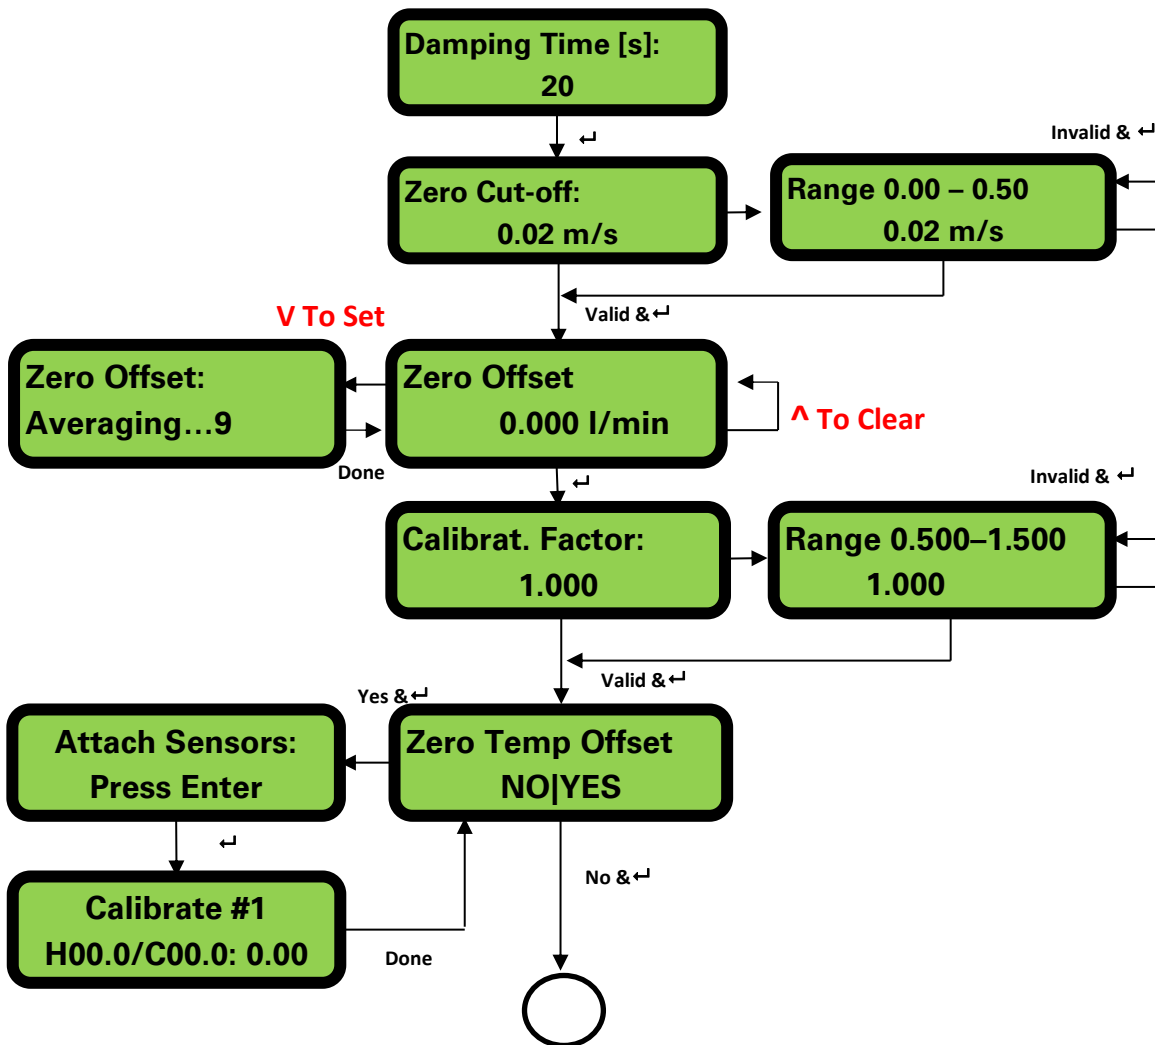 Damping Time [s]:
20
↵
Invalid & ↵
Zero Cut-off:
0.02 m/s
Range 0.00 – 0.50
0.02 m/s
Valid & ↵
V To Set
Zero Offset:
Averaging...9
Zero Offset
0.000 l/min
^ To Clear
Done
↵
Invalid & ↵
Calibrat. Factor:
1.000
Range 0.500–1.500
1.000
Valid & ↵
Yes & ↵
Attach Sensors:
Press Enter
Zero Temp Offset
NO|YES
↵
No & ↵
Calibrate #1
H00.0/C00.0: 0.00
Done